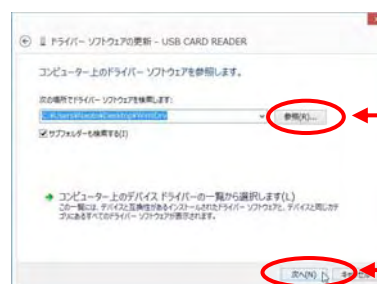 ドライバー ソフトウェアの更新 - USB CARD READER
コンピューター上のドライバー ソフトウェアを参照します。
次の場所でドライバー ソフトウェアを検索します:
参照(R)...
サブフォルダーも検索する(I)
コンピューター上のデバイス ドライバーの一覧から選択します(L)
この一覧には、デバイスと互換性があるインストールされたドライバー ソフトウェアと、デバイスと同じカテ
ゴリにあるすべてのドライバー ソフトウェアが表示されます。
次へ(N)